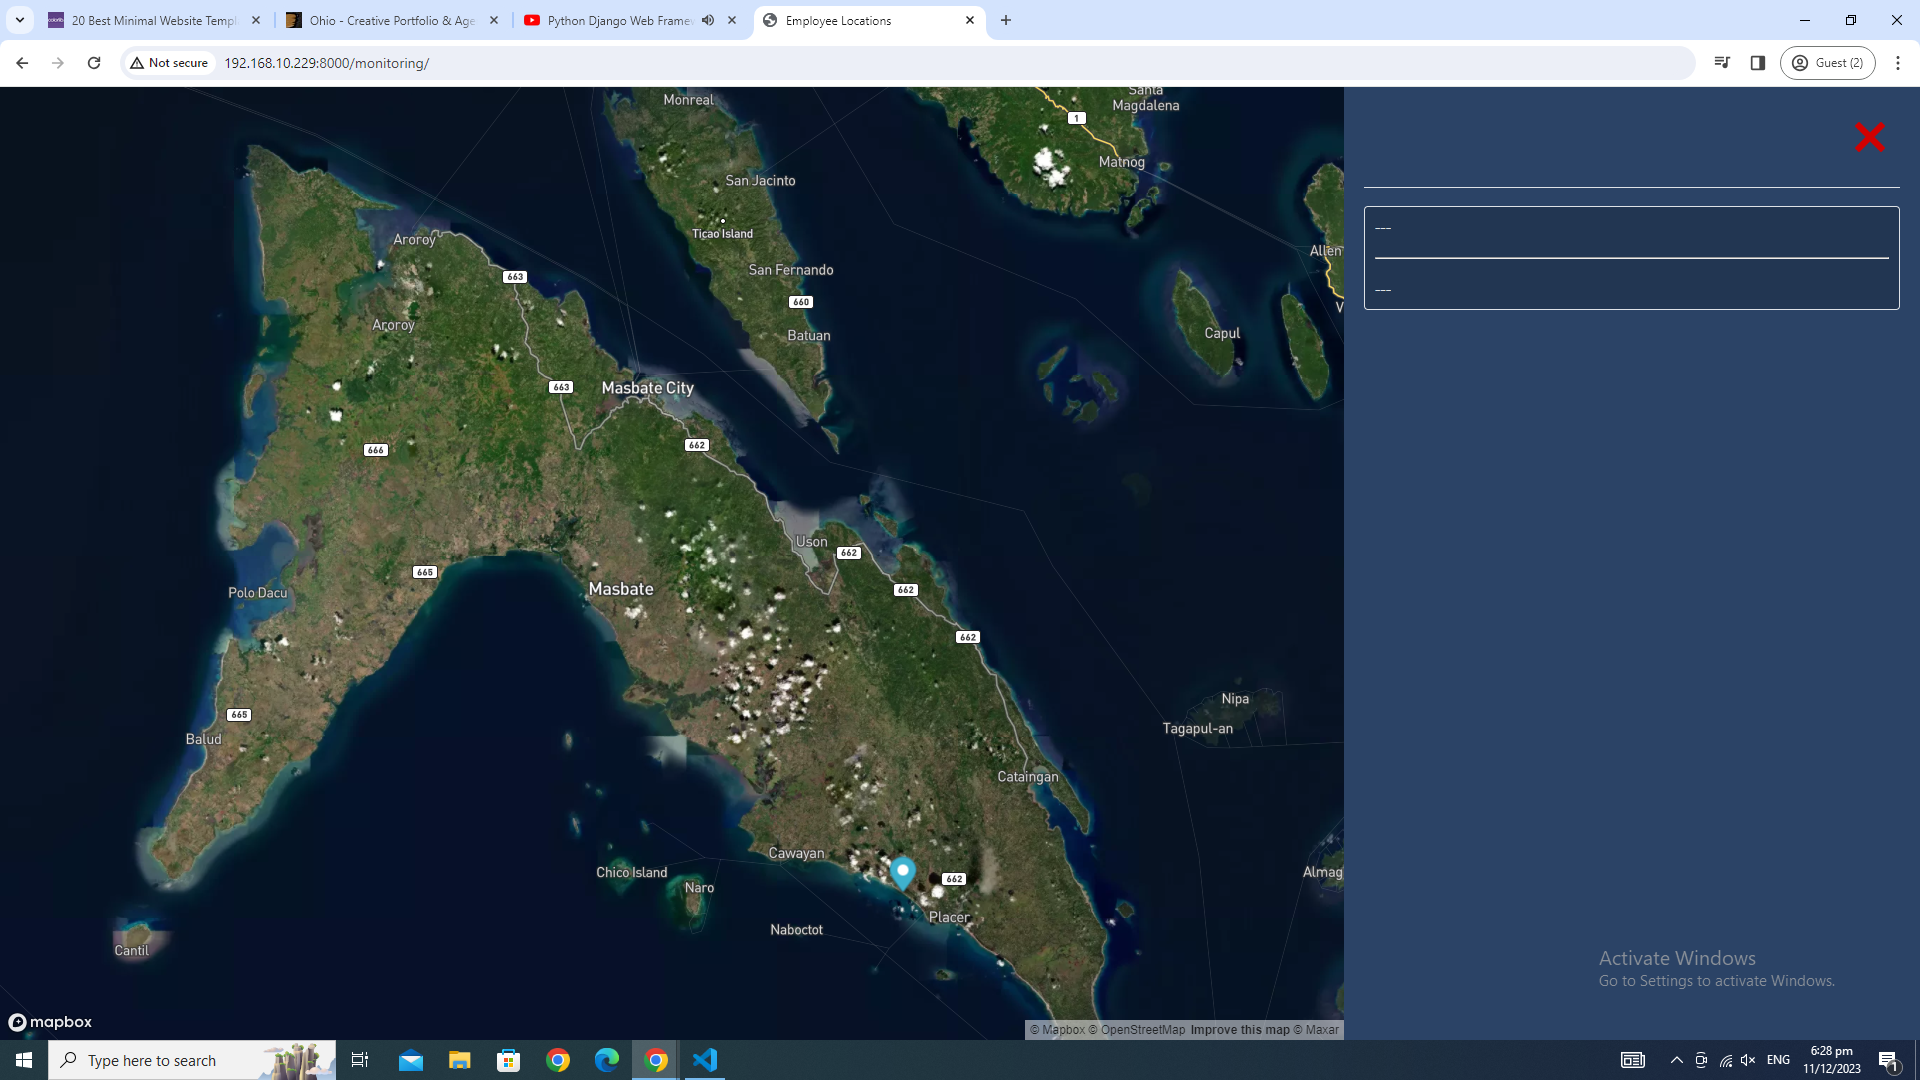 20 Best Minimal Website Templ
Ohio - Creative Portfolio & Age
Python Django Web Framew
Employee Locations
Not secure
192.168.10.229:8000/monitoring/
Guest (2)
Monreal
Santa
Magdalena
1
Matnog
San Jacinto
Ticao Island
Aroroy
Allen
663
San Fernando
660
V
Aroroy
Batuan
Capul
663
Masbate City
662
666
Uson
662
665
Masbate
662
Polo Dacu
662
Nipa
665
Tagapul-an
Balud
Cataingan
Cawayan
Chico Island
662
Almag
Naro
Placer
Naboctot
Cantil
mapbox
© Mapbox © OpenStreetMap Improve this map © Maxar
---
---
Activate Windows
Go to Settings to activate Windows.
Type here to search
ENG
6:28 pm
11/12/2023
1